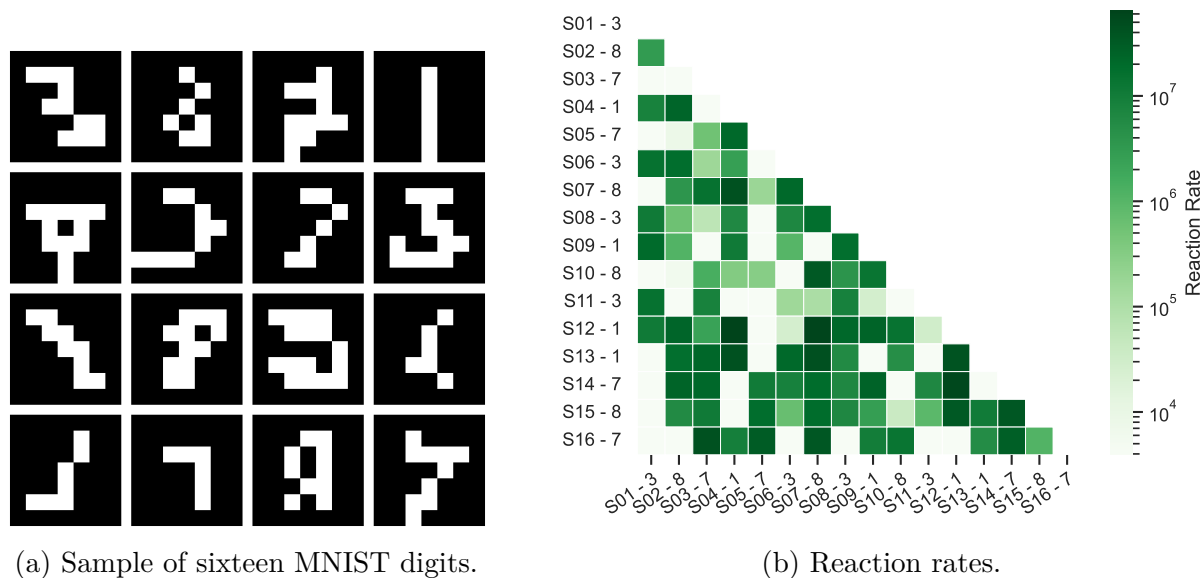 S01 - 3
S02 - 8
S03 - 7
S04 - 1
S05 - 7
S06 - 3
S07 - 8
S08 - 3
S09 - 1
S10 - 8
S11 - 3
S12 - 1
S13 - 1
S14 - 7
S15 - 8
S16 - 7
S01 - 3
S02 - 8
S03 - 7
S04 - 1
S05 - 7
S06 - 3
S07 - 8
S08 - 3
S09 - 1
S10 - 8
S11 - 3
S12 - 1
S13 - 1
S14 - 7
S15 - 8
S16 - 7
10^7
10^6
10^5
10^4
Reaction Rate
(a) Sample of sixteen MNIST digits.
(b) Reaction rates.